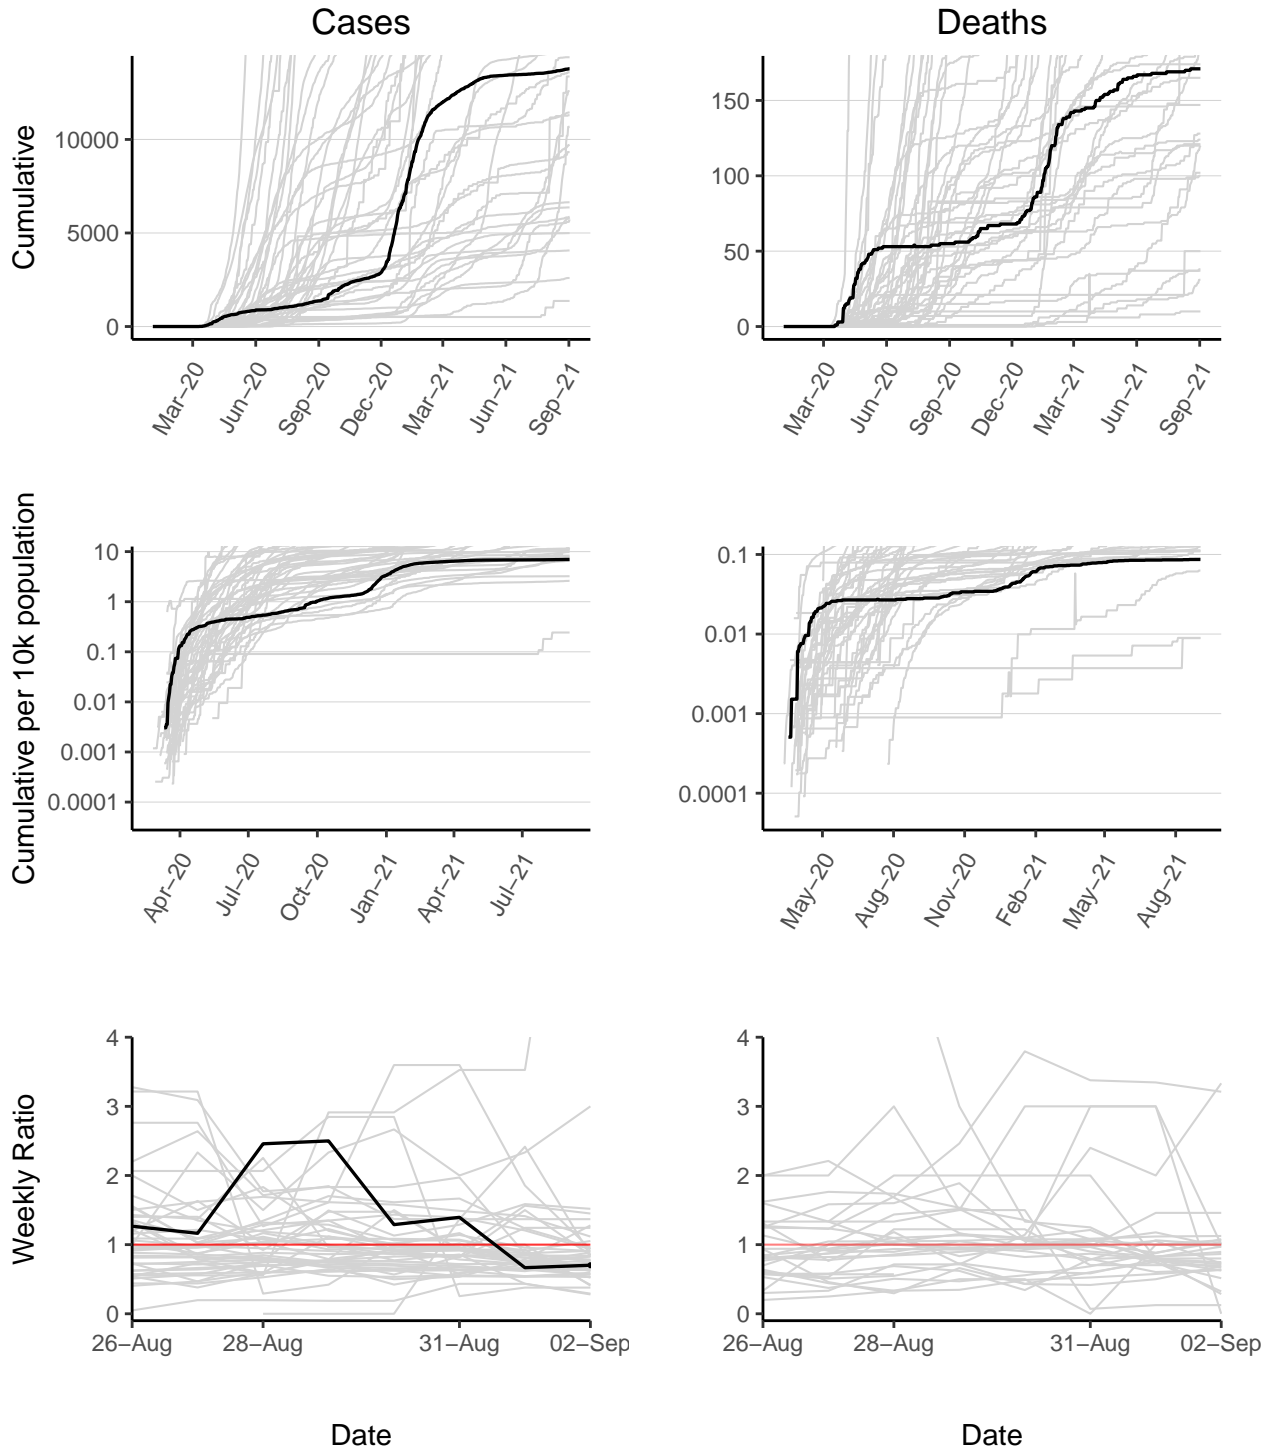 Cases
Deaths
Cumulative
10000
5000
0
150
100
50
0
Mar−20
Jun−20
Sep−20
Dec−20
Mar−21
Jun−21
Sep−21
Mar−20
Jun−20
Sep−20
Dec−20
Mar−21
Jun−21
Sep−21
Cumulative per 10k population
10
1
0.1
0.01
0.001
0.0001
0.1
0.01
0.001
0.0001
Apr−20
Jul−20
Oct−20
Jan−21
Apr−21
Jul−21
May−20
Aug−20
Nov−20
Feb−21
May−21
Aug−21
Weekly Ratio
4
3
2
1
0
4
3
2
1
0
26−Aug
28−Aug
31−Aug
02−Sep
26−Aug
28−Aug
31−Aug
02−Sep
Date
Date